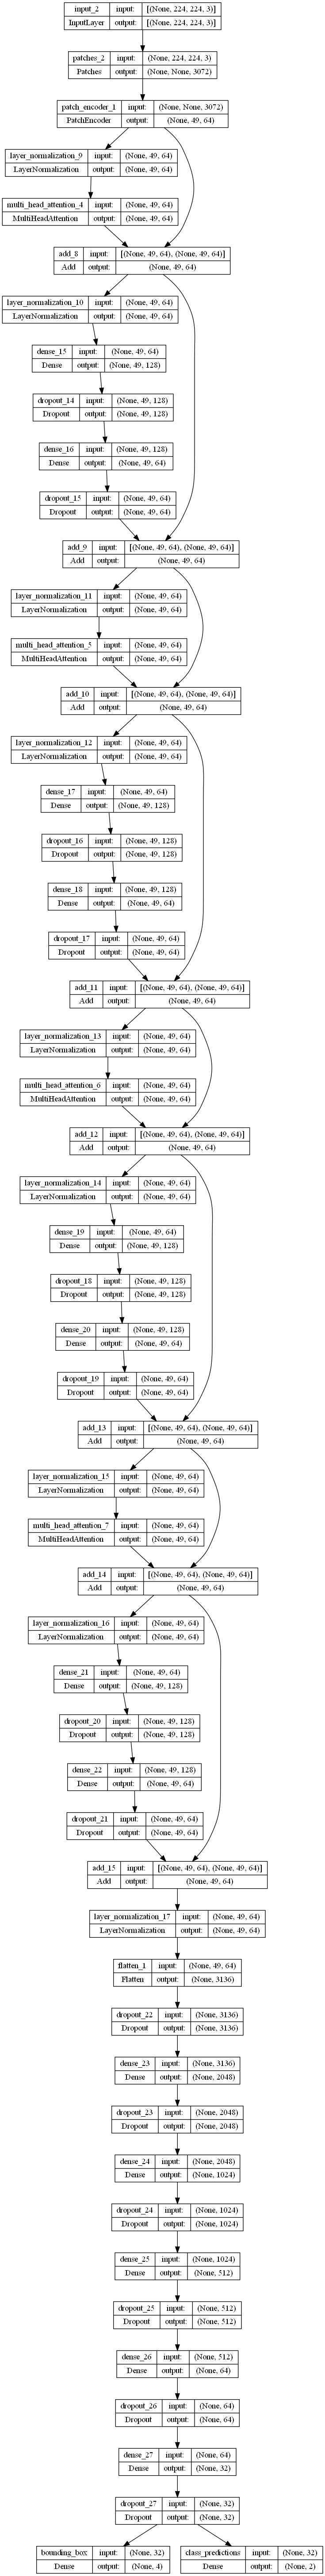 input_2 input: [(None, 224, 224, 3)]
InputLayer output: [(None, 224, 224, 3)]
patches_2 input: (None, 224, 224, 3)
Patches output: (None, None, 3072)
patch_encoder_1 input: (None, None, 3072)
PatchEncoder output: (None, 49, 64)
layer_normalization_9 input: (None, 49, 64)
LayerNormalization output: (None, 49, 64)
multi_head_attention_4 input: (None, 49, 64)
MultiHeadAttention output: (None, 49, 64)
add_8 input: [(None, 49, 64), (None, 49, 64)]
Add output: (None, 49, 64)
layer_normalization_10 input: (None, 49, 64)
LayerNormalization output: (None, 49, 64)
dense_15 input: (None, 49, 64)
Dense output: (None, 49, 128)
dropout_14 input: (None, 49, 128)
Dropout output: (None, 49, 128)
dense_16 input: (None, 49, 128)
Dense output: (None, 49, 64)
dropout_15 input: (None, 49, 64)
Dropout output: (None, 49, 64)
add_9 input: [(None, 49, 64), (None, 49, 64)]
Add output: (None, 49, 64)
layer_normalization_11 input: (None, 49, 64)
LayerNormalization output: (None, 49, 64)
multi_head_attention_5 input: (None, 49, 64)
MultiHeadAttention output: (None, 49, 64)
add_10 input: [(None, 49, 64), (None, 49, 64)]
Add output: (None, 49, 64)
layer_normalization_12 input: (None, 49, 64)
LayerNormalization output: (None, 49, 64)
dense_17 input: (None, 49, 64)
Dense output: (None, 49, 128)
dropout_16 input: (None, 49, 128)
Dropout output: (None, 49, 128)
dense_18 input: (None, 49, 128)
Dense output: (None, 49, 64)
dropout_17 input: (None, 49, 64)
Dropout output: (None, 49, 64)
add_11 input: [(None, 49, 64), (None, 49, 64)]
Add output: (None, 49, 64)
layer_normalization_13 input: (None, 49, 64)
LayerNormalization output: (None, 49, 64)
multi_head_attention_6 input: (None, 49, 64)
MultiHeadAttention output: (None, 49, 64)
add_12 input: [(None, 49, 64), (None, 49, 64)]
Add output: (None, 49, 64)
layer_normalization_14 input: (None, 49, 64)
LayerNormalization output: (None, 49, 64)
dense_19 input: (None, 49, 64)
Dense output: (None, 49, 128)
dropout_18 input: (None, 49, 128)
Dropout output: (None, 49, 128)
dense_20 input: (None, 49, 128)
Dense output: (None, 49, 64)
dropout_19 input: (None, 49, 64)
Dropout output: (None, 49, 64)
add_13 input: [(None, 49, 64), (None, 49, 64)]
Add output: (None, 49, 64)
layer_normalization_15 input: (None, 49, 64)
LayerNormalization output: (None, 49, 64)
multi_head_attention_7 input: (None, 49, 64)
MultiHeadAttention output: (None, 49, 64)
add_14 input: [(None, 49, 64), (None, 49, 64)]
Add output: (None, 49, 64)
layer_normalization_16 input: (None, 49, 64)
LayerNormalization output: (None, 49, 64)
dense_21 input: (None, 49, 64)
Dense output: (None, 49, 128)
dropout_20 input: (None, 49, 128)
Dropout output: (None, 49, 128)
dense_22 input: (None, 49, 128)
Dense output: (None, 49, 64)
dropout_21 input: (None, 49, 64)
Dropout output: (None, 49, 64)
add_15 input: [(None, 49, 64), (None, 49, 64)]
Add output: (None, 49, 64)
layer_normalization_17 input: (None, 49, 64)
LayerNormalization output: (None, 49, 64)
flatten_1 input: (None, 49, 64)
Flatten output: (None, 3136)
dropout_22 input: (None, 3136)
Dropout output: (None, 3136)
dense_23 input: (None, 3136)
Dense output: (None, 2048)
dropout_23 input: (None, 2048)
Dropout output: (None, 2048)
dense_24 input: (None, 2048)
Dense output: (None, 1024)
dropout_24 input: (None, 1024)
Dropout output: (None, 1024)
dense_25 input: (None, 1024)
Dense output: (None, 512)
dropout_25 input: (None, 512)
Dropout output: (None, 512)
dense_26 input: (None, 512)
Dense output: (None, 64)
dropout_26 input: (None, 64)
Dropout output: (None, 64)
dense_27 input: (None, 64)
Dense output: (None, 32)
dropout_27 input: (None, 32)
Dropout output: (None, 32)
bounding_box input: (None, 32) class_predictions input: (None, 32)
Dense output: (None, 4) Dense output: (None, 2)